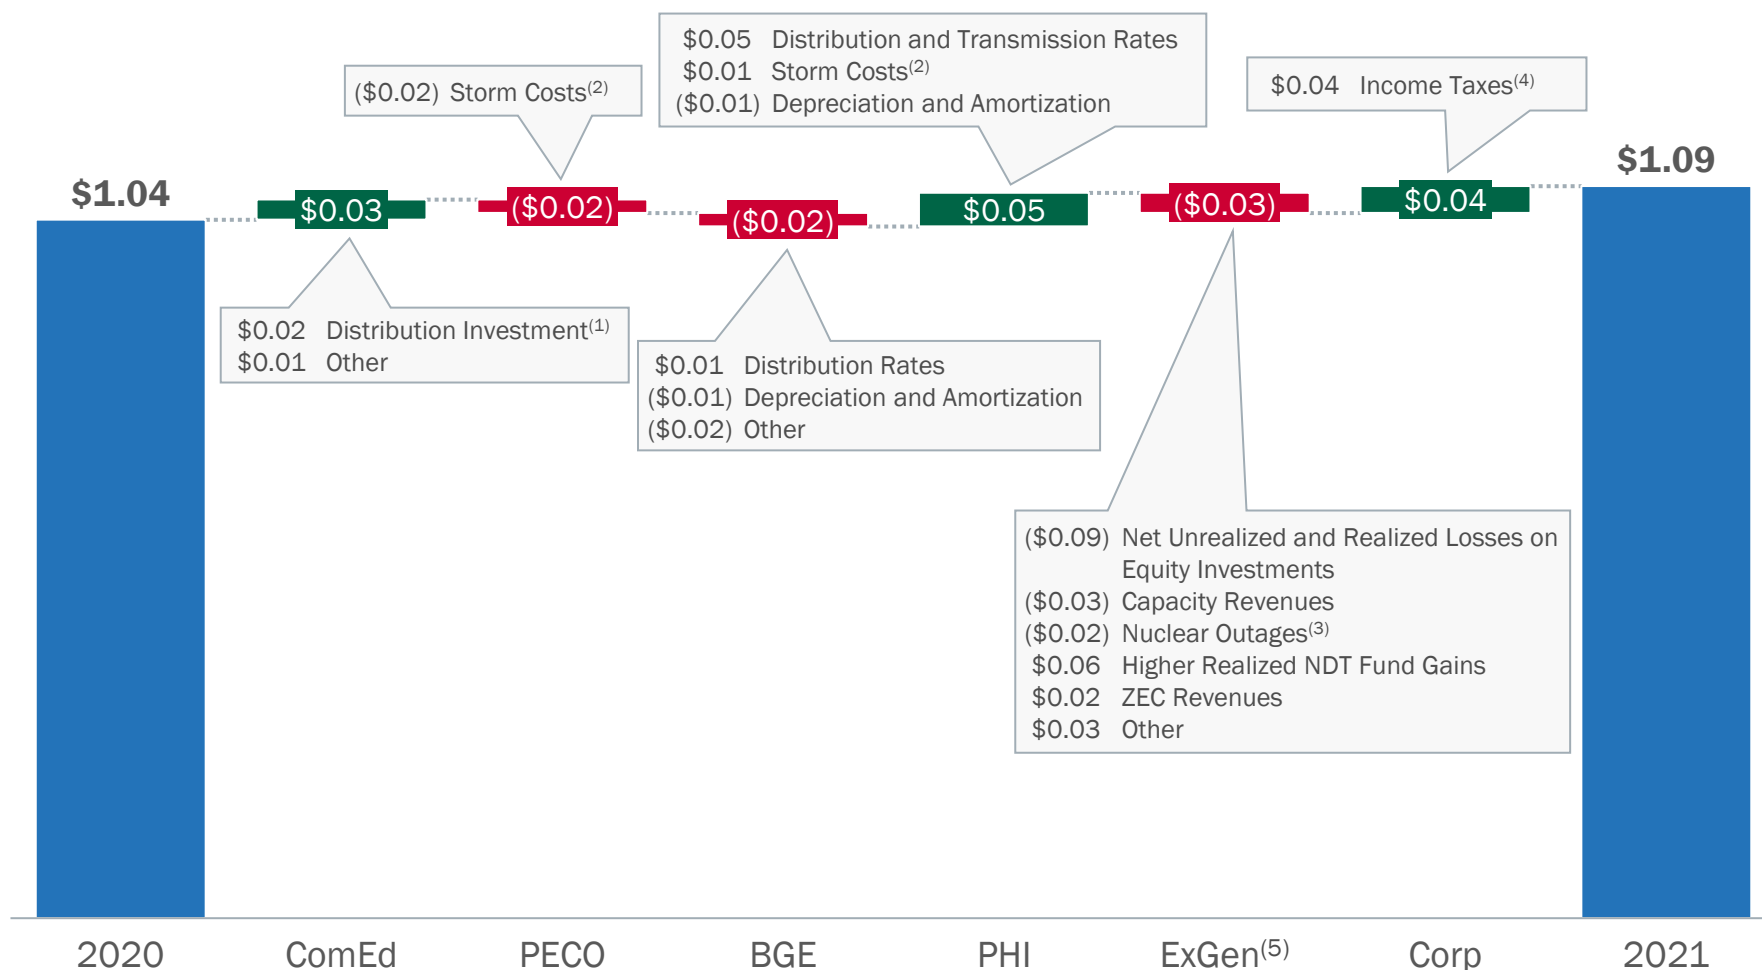 $0.05 Distribution and Transmission Rates
$0.01 Storm Costs(2)
($0.01) Depreciation and Amortization
($0.02) Storm Costs(2)
$0.04 Income Taxes(4)
$1.04
$0.03
($0.02)
($0.02)
$0.05
($0.03)
$0.04
$1.09
$0.02 Distribution Investment(1)
$0.01 Other
$0.01 Distribution Rates
($0.01) Depreciation and Amortization
($0.02) Other
($0.09) Net Unrealized and Realized Losses on
Equity Investments
($0.03) Capacity Revenues
($0.02) Nuclear Outages(3)
$0.06 Higher Realized NDT Fund Gains
$0.02 ZEC Revenues
$0.03 Other
2020 ComEd PECO BGE PHI ExGen(5) Corp 2021